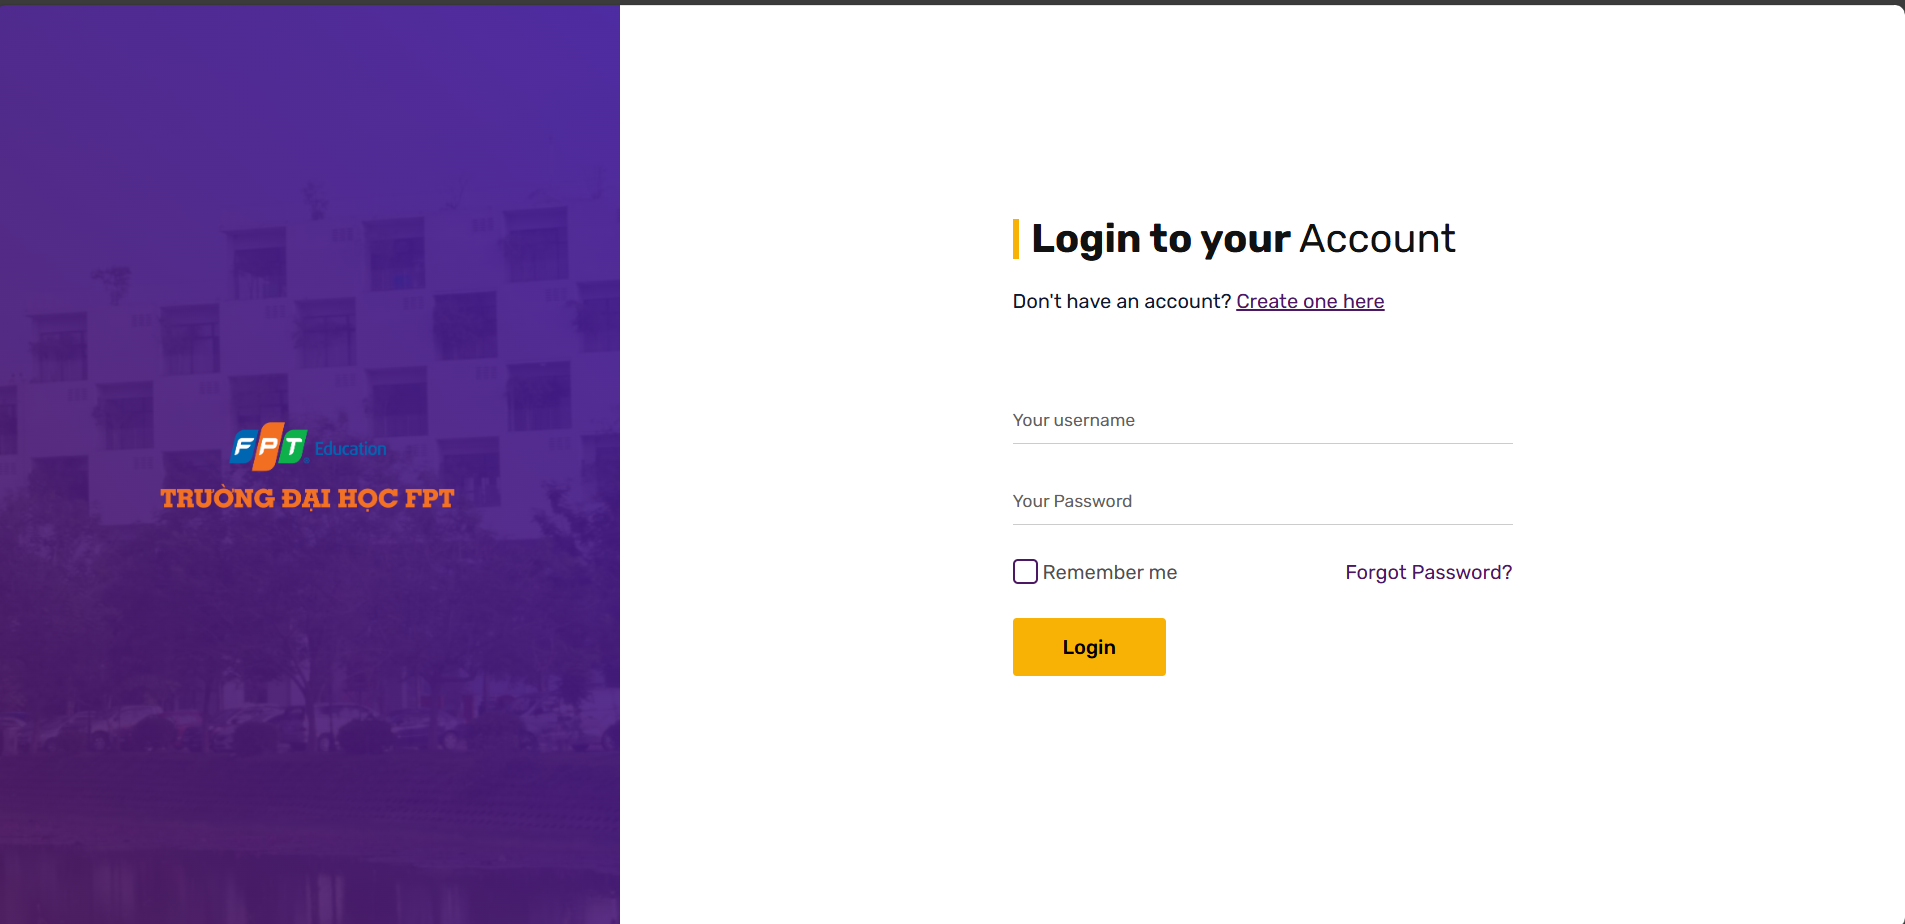 FPT Education
TRƯỜNG ĐẠI HỌC FPT
Login to your Account
Don't have an account? Create one here
Your username
Your Password
Remember me
Forgot Password?
Login